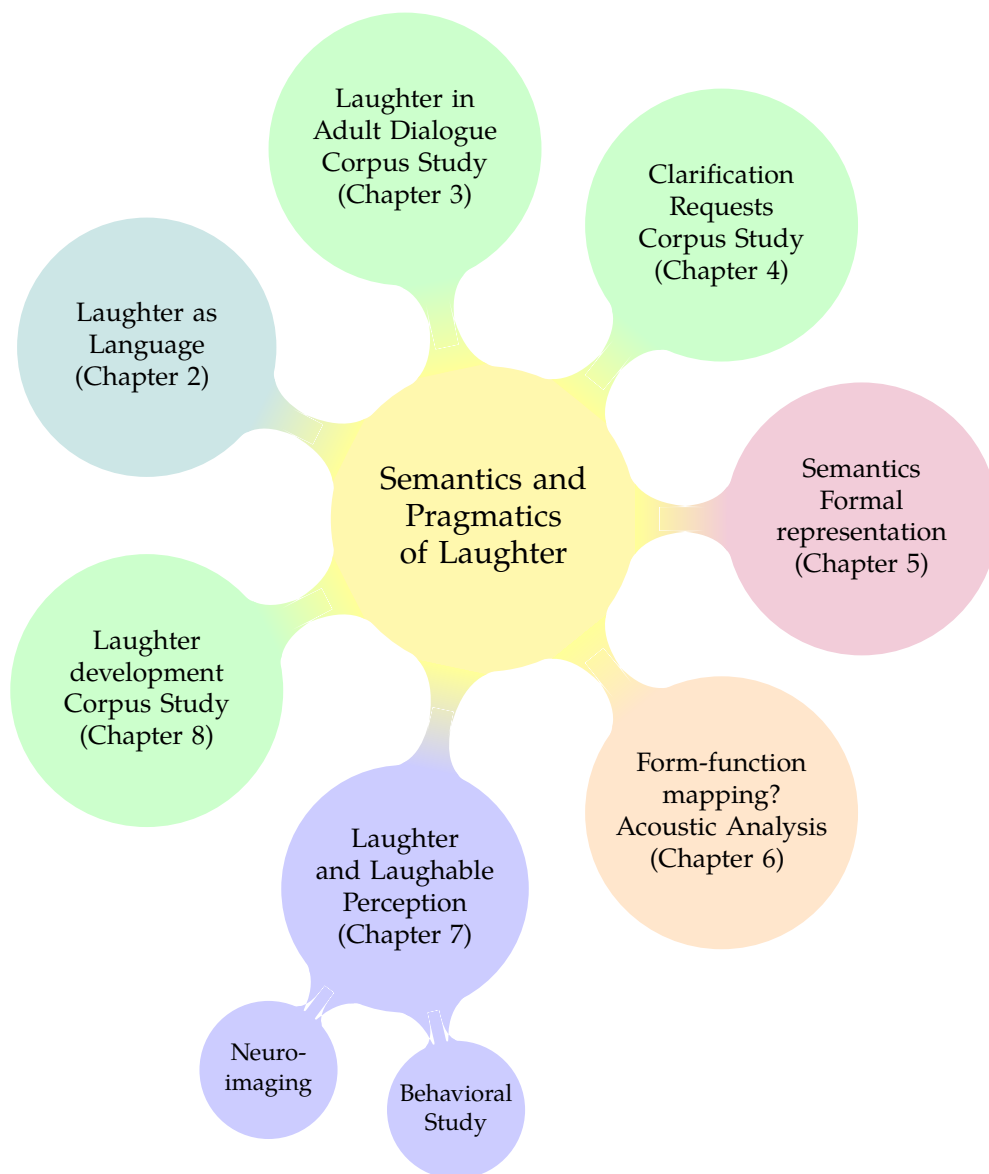 Laughter in
Adult Dialogue
Corpus Study
(Chapter 3)
Clarification
Requests
Corpus Study
(Chapter 4)
Laughter as
Language
(Chapter 2)
Semantics and
Pragmatics
of Laughter
Semantics
Formal
representation
(Chapter 5)
Laughter
development
Corpus Study
(Chapter 8)
Form-function
mapping?
Acoustic Analysis
(Chapter 6)
Laughter
and Laughable
Perception
(Chapter 7)
Neuro-
imaging
Behavioral
Study